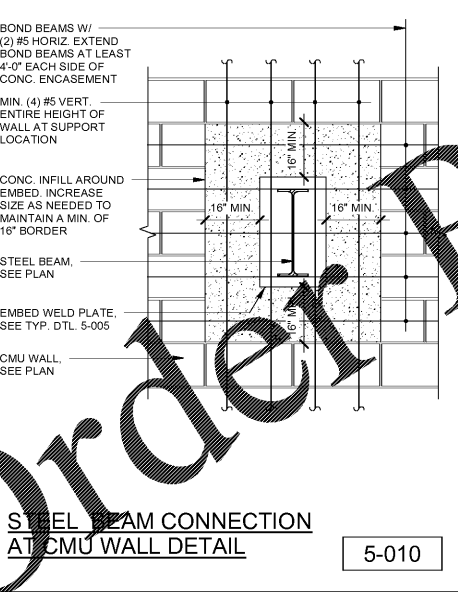 BOND BEAMS W/
(2) #5 HORIZ. EXTEND
BOND BEAMS AT LEAST
4'-0" EACH SIDE OF
CONC. ENCASEMENT
MIN. (4) #5 VERT.
ENTIRE HEIGHT OF
WALL AT SUPPORT
LOCATION
16" MIN.
CONC. INFILL AROUND
EMBED. INCREASE
SIZE AS NEEDED TO
MAINTAIN A MIN. OF
16" BORDER
16" MIN.
16" MIN.
STEEL BEAM,
SEE PLAN
EMBED WELD PLATE,
SEE TYP. DTL. 5-005
16" MIN.
CMU WALL,
SEE PLAN
Order
STEEL BEAM CONNECTION
AT CMU WALL DETAIL
5-010